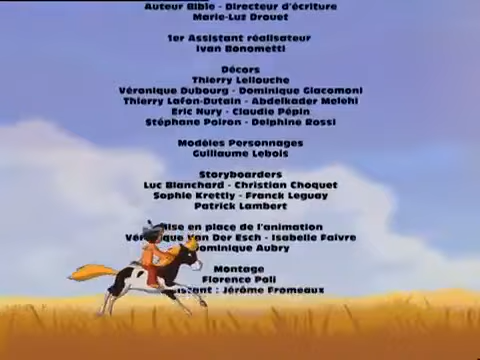 Auteur Bible - Directeur d'écriture
Marie-Luz Drouet
1er Assistant réalisateur
Ivan Bonometti
Décors
Thierry Lellouche
Véronique Dubourg - Dominique Giacomoni
Thierry Lafon-Dutain - Abdelkader Melehi
Eric Nury - Claudie Pépin
Stéphane Poiron - Delphine Rossi
Modèles Personnages
Guillaume Lebois
Storyboarders
Luc Blanchard - Christian Choquet
Sophie Krettly - Franck Leguay
Patrick Lambert
Mise en place de l'animation
Véronique Van Der Esch - Isabelle Faivre
Dominique Aubry
Montage
Florence Poli
: Jérôme Fromeaux